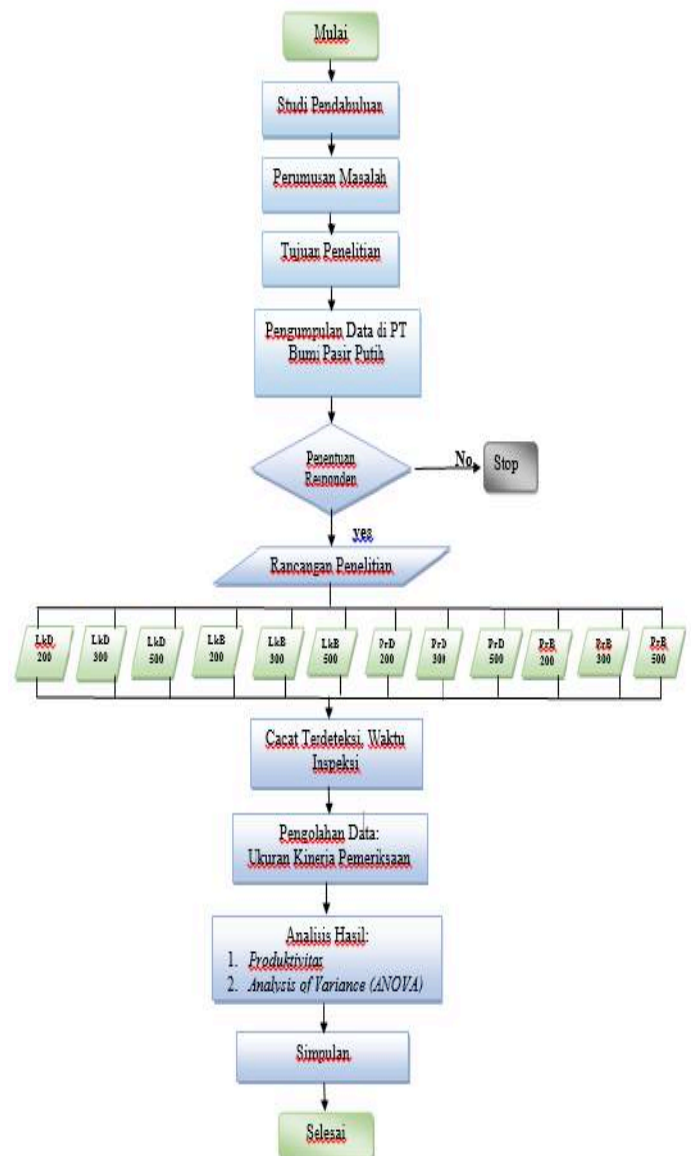 Mulai
Studi Pendahuluan
Perumusan Masalah
Tujuan Penelitian
Pengumpulan Data di PT
Bumi Pasir Putih
Penentuan
Responden
No
Stop
yes
Rancangan Penelitian
LkD
200
LkD
300
LkD
500
LkB
200
LkB
300
LkB
500
PrD
200
PrD
300
PrD
500
PrB
200
PrB
300
PrB
500
Cacat Terdeteksi, Waktu
Inspeksi
Pengolahan Data:
Ukuran Kinerja Pemeriksaan
Analisis Hasil:
1. Produktivitas
2. Analysis of Variance (ANOVA)
Simpulan
Selesai